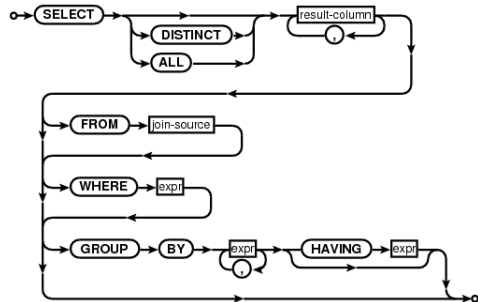 SELECT DISTINCT ALL result-column ,
FROM join-source
WHERE expr
GROUP BY expr , HAVING expr